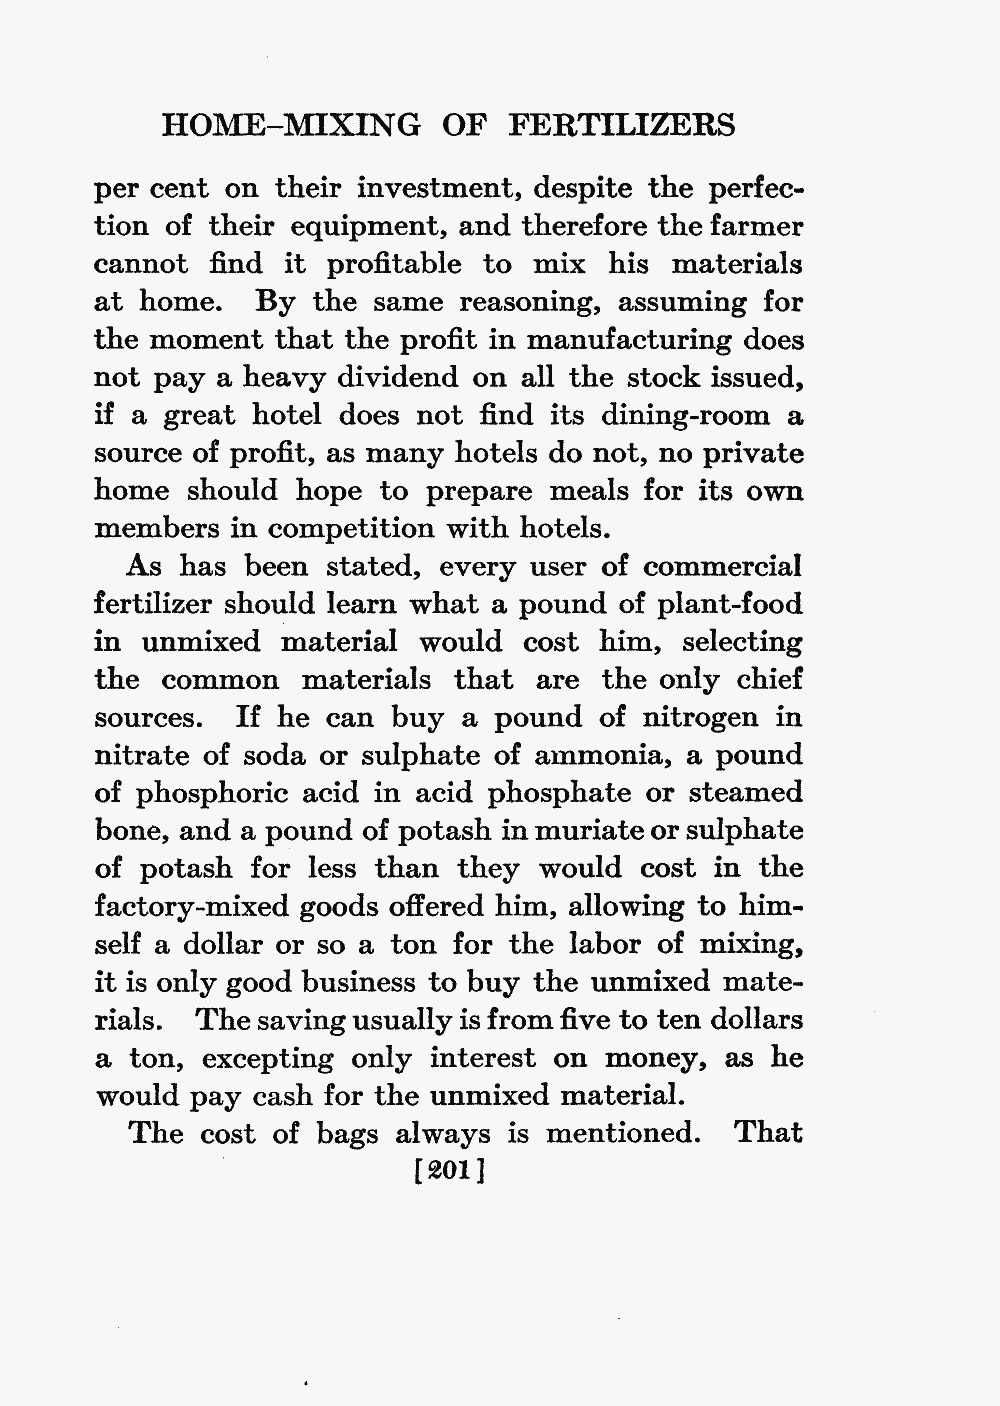 HOME-MIXING OF FERTILIZERS
per cent on their investment, despite the perfec-
tion of their equipment, and therefore the farmer
cannot find it profitable to mix his materials
at home. By the same reasoning, assuming for
the moment that the profit in manufacturing does
not pay a heavy dividend on all the stock issued,
if a great hotel does not find its dining-room a
source of profit, as many hotels do not, no private
home should hope to prepare meals for its own
members in competition with hotels.
As has been stated, every user of commercial
fertilizer should learn what a pound of plant-food
in unmixed material would cost him, selecting
the common materials that are the only chief
sources. If he can buy a pound of nitrogen in
nitrate of soda or sulphate of ammonia, a pound
of phosphoric acid in acid phosphate or steamed
bone, and a pound of potash in muriate or sulphate
of potash for less than they would cost in the
factory-mixed goods offered him, allowing to him-
self a dollar or so a ton for the labor of mixing,
it is only good business to buy the unmixed mate-
rials. The saving usually is from five to ten dollars
a ton, excepting only interest on money, as he
would pay cash for the unmixed material.
The cost of bags always is mentioned. That
[201]